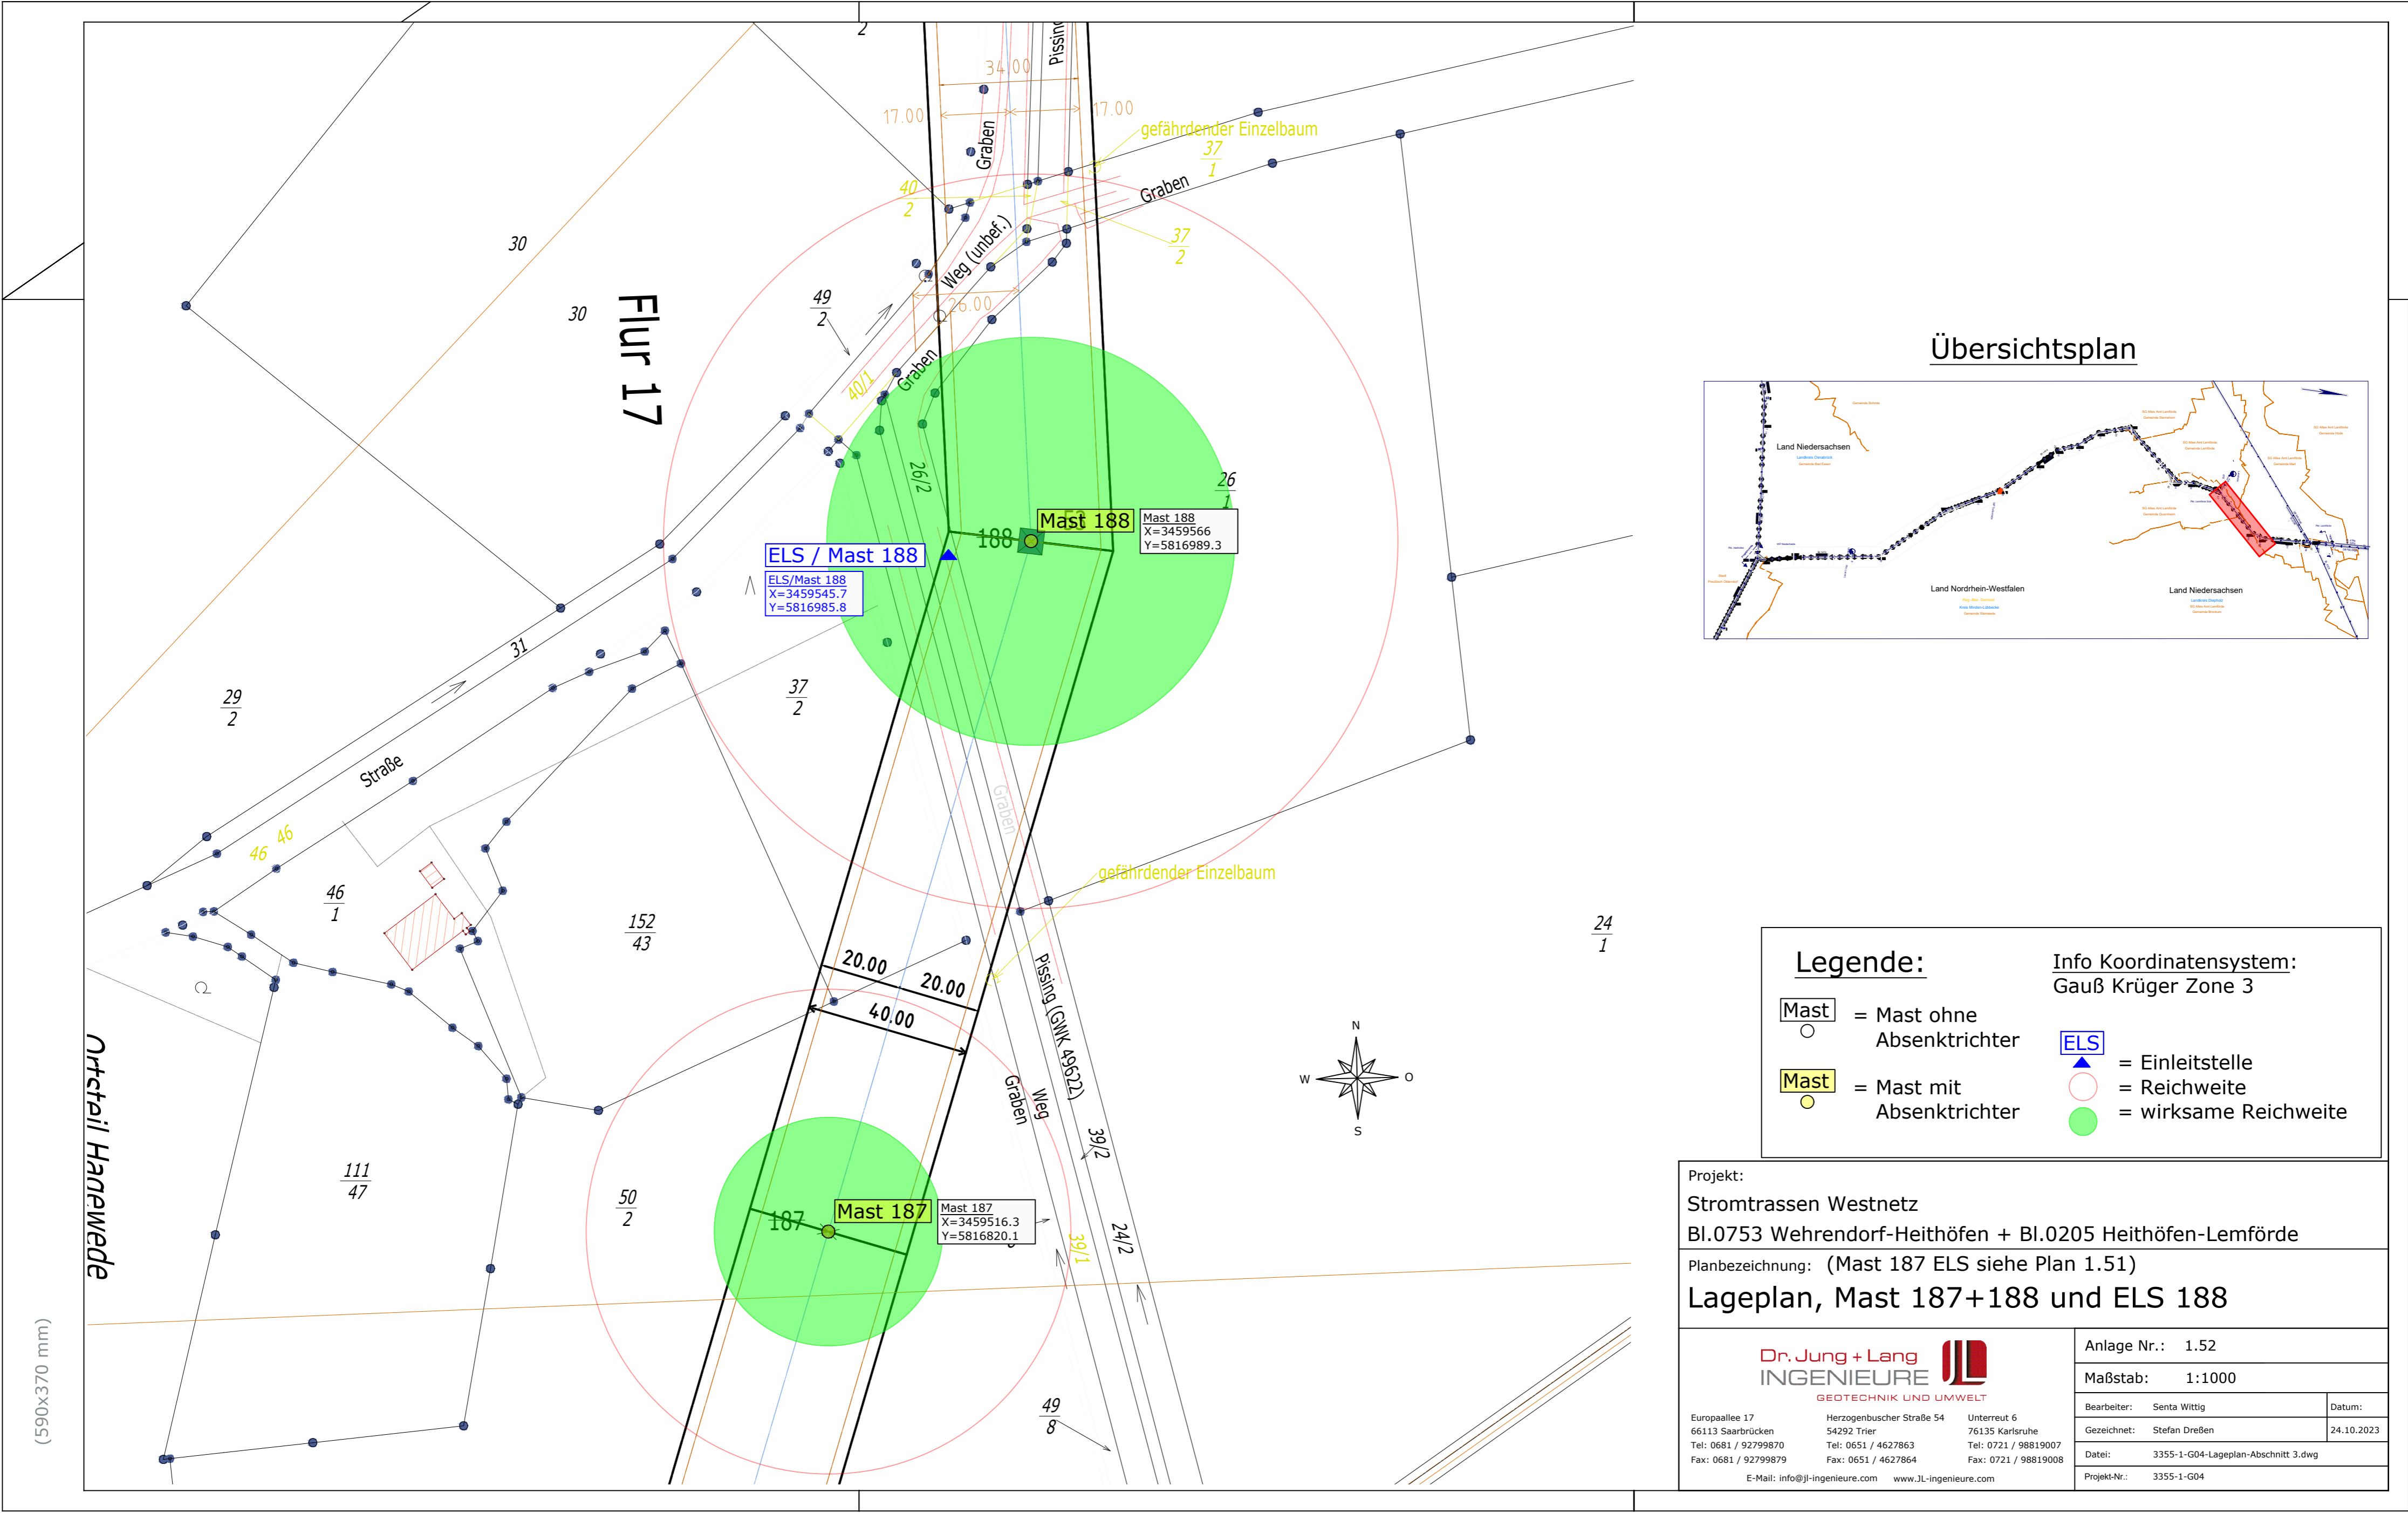 2
Pissing
34.00
17.00
17.00
Graben
gefährdender Einzelbaum
37
1
Graben
40
2
37
2
Weg (unbef.)
30
30
Flur 17
49
2
26.00
40/1
Graben
26/2
26
1
Mast 188
188
Mast 188
X=3459566
Y=5816989.3
ELS / Mast 188
ELS/Mast 188
X=3459545.7
Y=5816985.8
31
29
2
37
2
Straße
46
46
46
1
152
43
Graben
gefährdender Einzelbaum
24
1
20.00
20.00
40.00
Pissing (GWK 49622)
Weg
Graben
39/2
Ortsteil Hagewede
111
47
50
2
187
Mast 187
Mast 187
X=3459516.3
Y=5816820.1
39/1
24/2
49
8
N
W
O
S
(590x370 mm)
Übersichtsplan
Land Niedersachsen
Land Nordrhein-Westfalen
Land Niedersachsen
Legende:
Mast
= Mast ohne
Absenktrichter
Mast
= Mast mit
Absenktrichter
Info Koordinatensystem:
Gauß Krüger Zone 3
ELS
= Einleitstelle
= Reichweite
= wirksame Reichweite
Projekt:
Stromtrassen Westnetz
Bl.0753 Wehrendorf-Heithöfen + Bl.0205 Heithöfen-Lemförde
Planbezeichnung: (Mast 187 ELS siehe Plan 1.51)
Lageplan, Mast 187+188 und ELS 188
Dr. Jung + Lang
INGENIEURE
GEOTECHNIK UND UMWELT
Europaallee 17
66113 Saarbrücken
Tel: 0681 / 92799870
Fax: 0681 / 92799879
Herzogenbuscher Straße 54
54292 Trier
Tel: 0651 / 4627863
Fax: 0651 / 4627864
Unterreut 6
76135 Karlsruhe
Tel: 0721 / 98819007
Fax: 0721 / 98819008
E-Mail: info@jl-ingenieure.com www.JL-ingenieure.com
Anlage Nr.: 1.52
Maßstab: 1:1000
Bearbeiter: Senta Wittig
Datum:
Gezeichnet: Stefan Dreßen
24.10.2023
Datei: 3355-1-G04-Lageplan-Abschnitt 3.dwg
Projekt-Nr.: 3355-1-G04